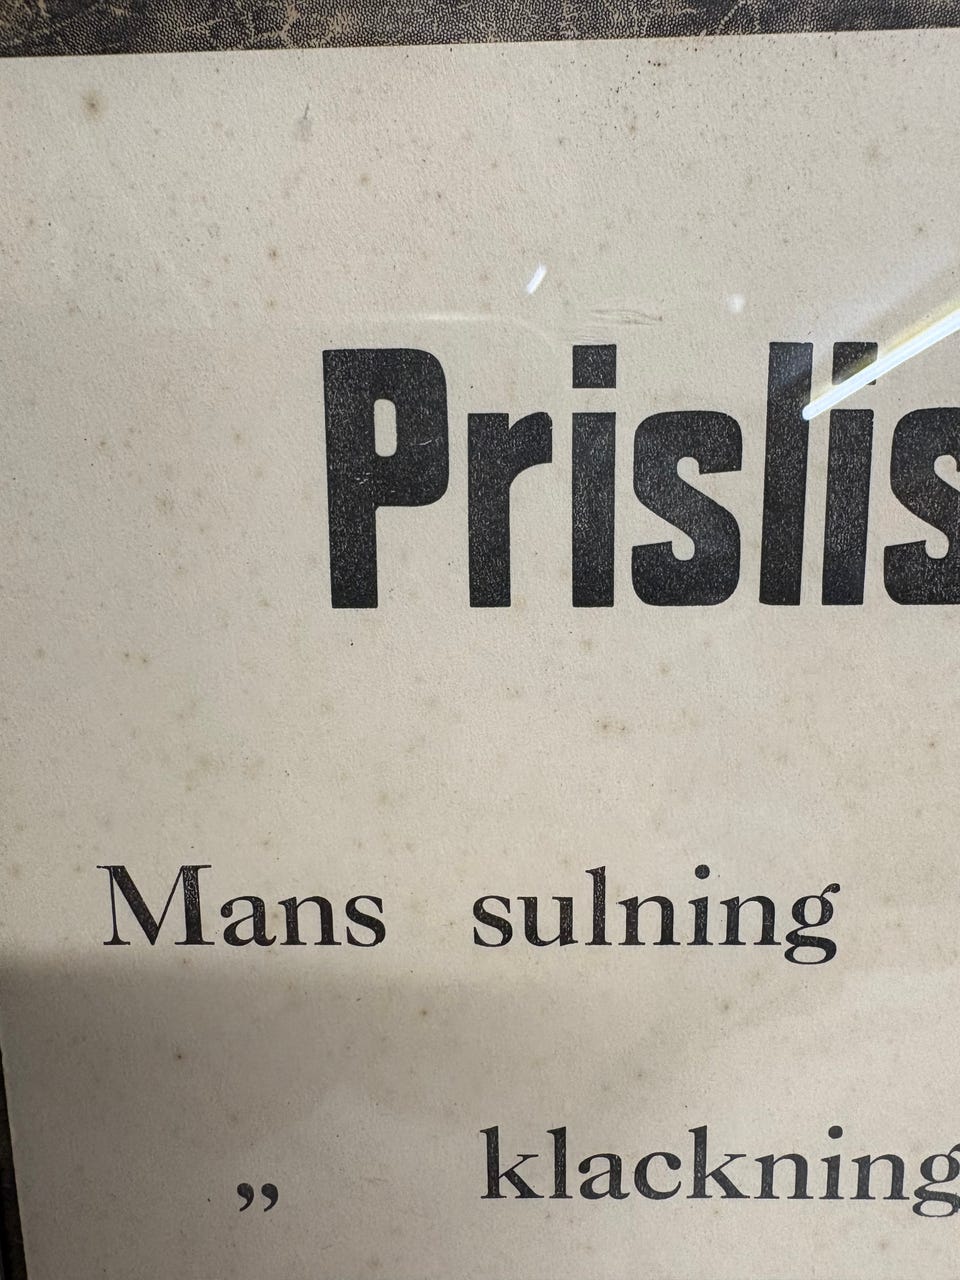 Prislis
Mans sulning
„ klackning